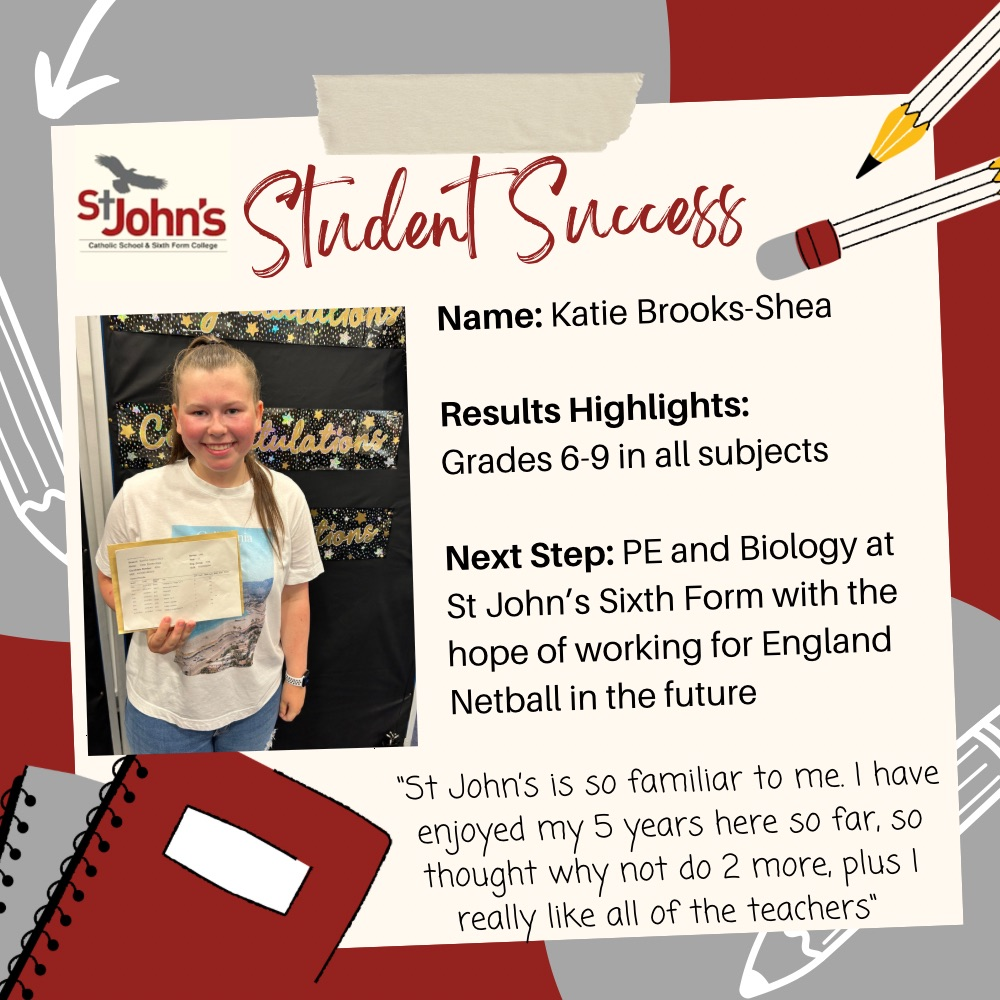 St John's
Catholic School & Sixth Form College
Student Success
Congratulations
Name: Katie Brooks-Shea
Results Highlights:
Grades 6-9 in all subjects
Next Step: PE and Biology at
St John's Sixth Form with the
hope of working for England
Netball in the future
"St John's is so familiar to me. I have
enjoyed my 5 years here so far, so
thought why not do 2 more, plus I
really like all of the teachers"